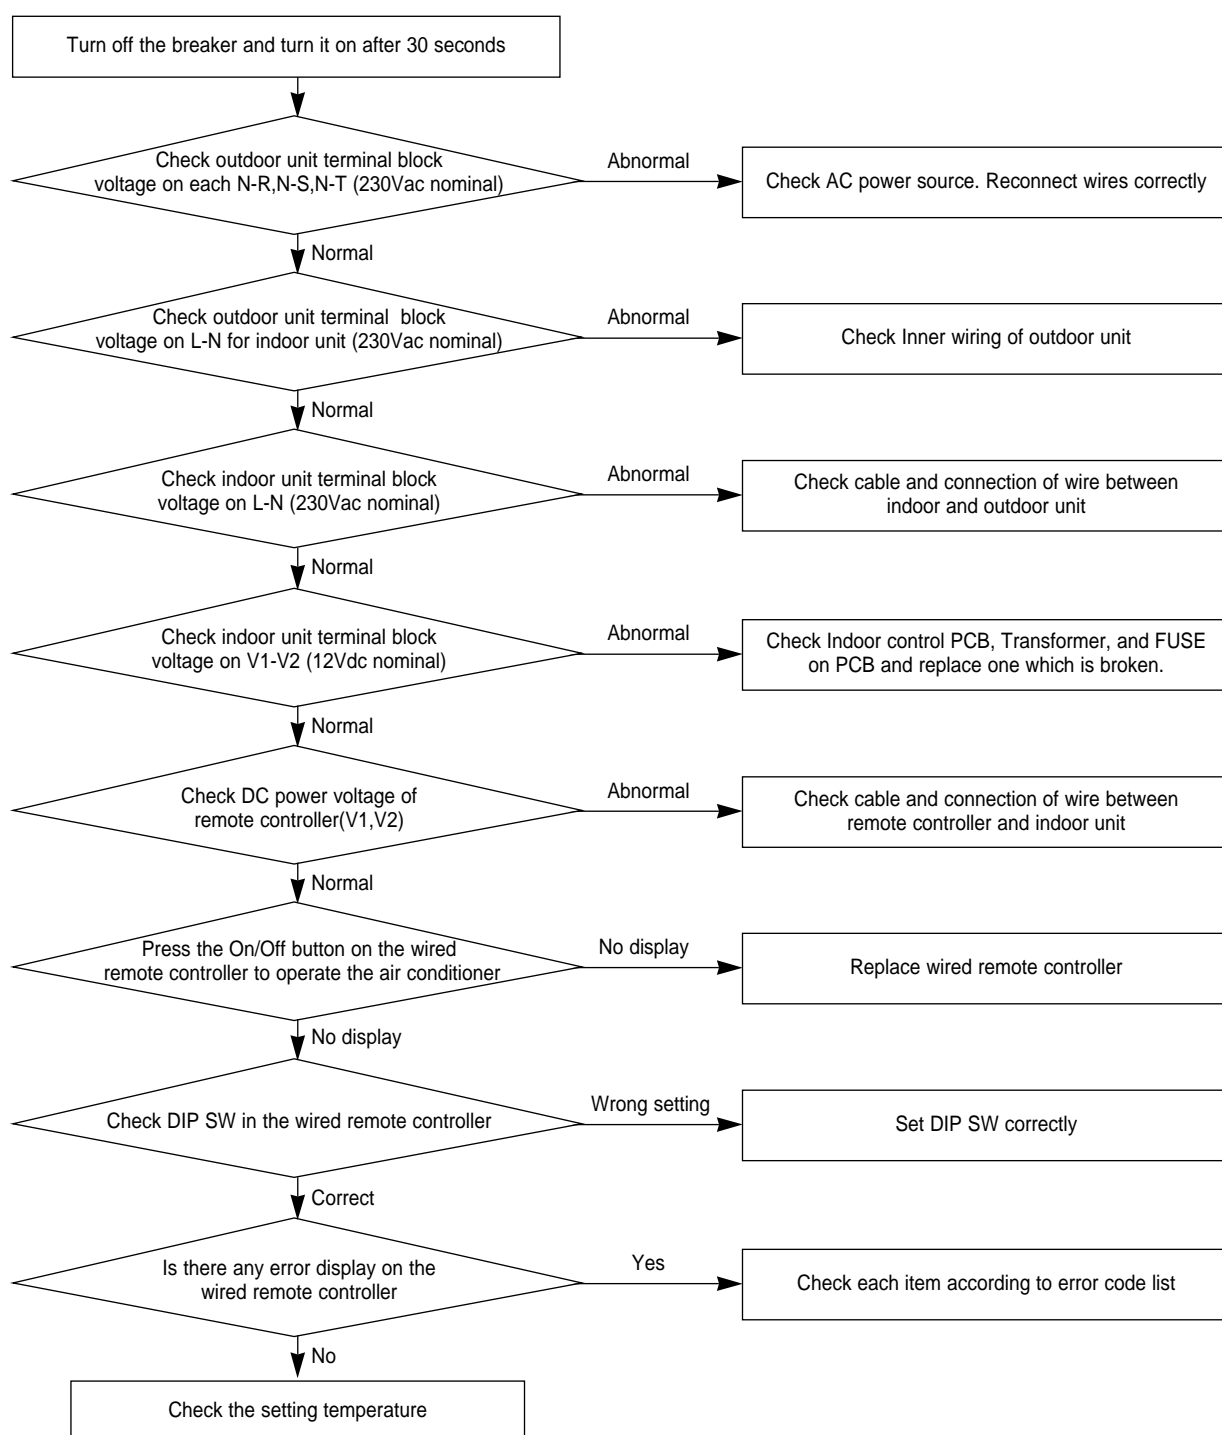 Turn off the breaker and turn it on after 30 seconds
Check outdoor unit terminal block
voltage on each N-R,N-S,N-T (230Vac nominal)
Abnormal
Check AC power source. Reconnect wires correctly
Normal
Check outdoor unit terminal  block
voltage on L-N for indoor unit (230Vac nominal)
Abnormal
Check Inner wiring of outdoor unit
Normal
Check indoor unit terminal block
voltage on L-N (230Vac nominal)
Abnormal
Check cable and connection of wire between
indoor and outdoor unit
Normal
Check indoor unit terminal block
voltage on V1-V2 (12Vdc nominal)
Abnormal
Check Indoor control PCB, Transformer, and FUSE
on PCB and replace one which is broken.
Normal
Check DC power voltage of
remote controller(V1,V2)
Abnormal
Check cable and connection of wire between
remote controller and indoor unit
Normal
Press the On/Off button on the wired
remote controller to operate the air conditioner
No display
Replace wired remote controller
No display
Check DIP SW in the wired remote controller
Wrong setting
Set DIP SW correctly
Correct
Is there any error display on the
wired remote controller
Yes
Check each item according to error code list
No
Check the setting temperature